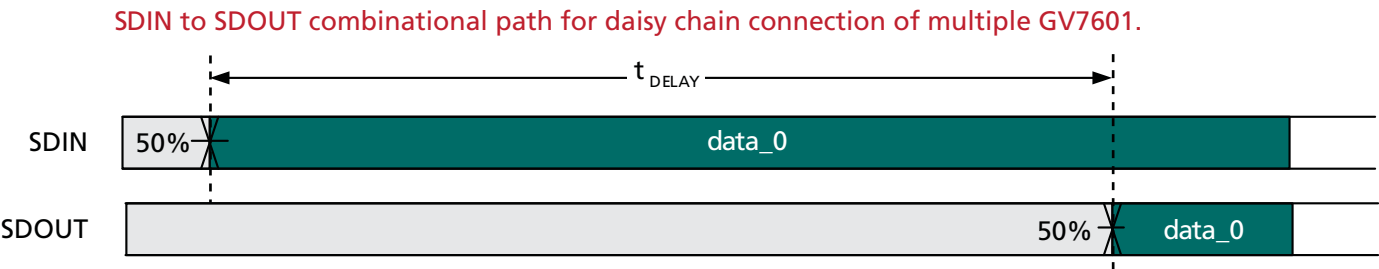 SDIN to SDOUT combinational path for daisy chain connection of multiple GV7601.
t DELAY
SDIN 50% data_0
SDOUT 50% data_0